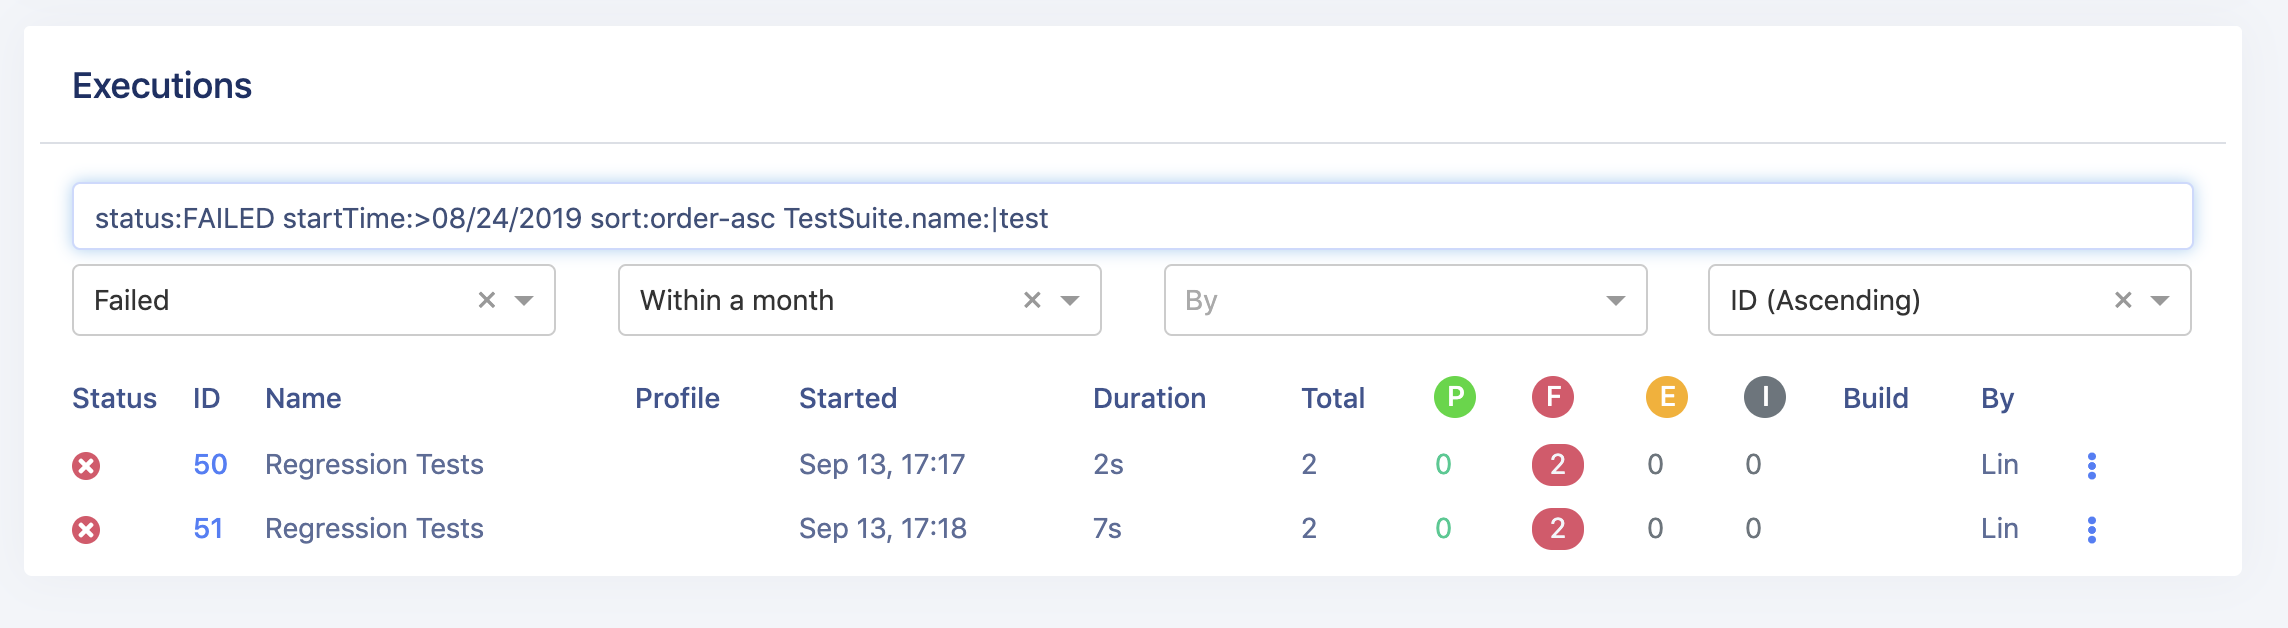 Executions
status:FAILED startTime:>08/24/2019 sort:order-asc TestSuite.name:|test
Failed Within a month By ID (Ascending)
Status ID Name Profile Started Duration Total P F E I Build By
50 Regression Tests Sep 13, 17:17 2s 2 0 2 0 0 Lin
51 Regression Tests Sep 13, 17:18 7s 2 0 2 0 0 Lin